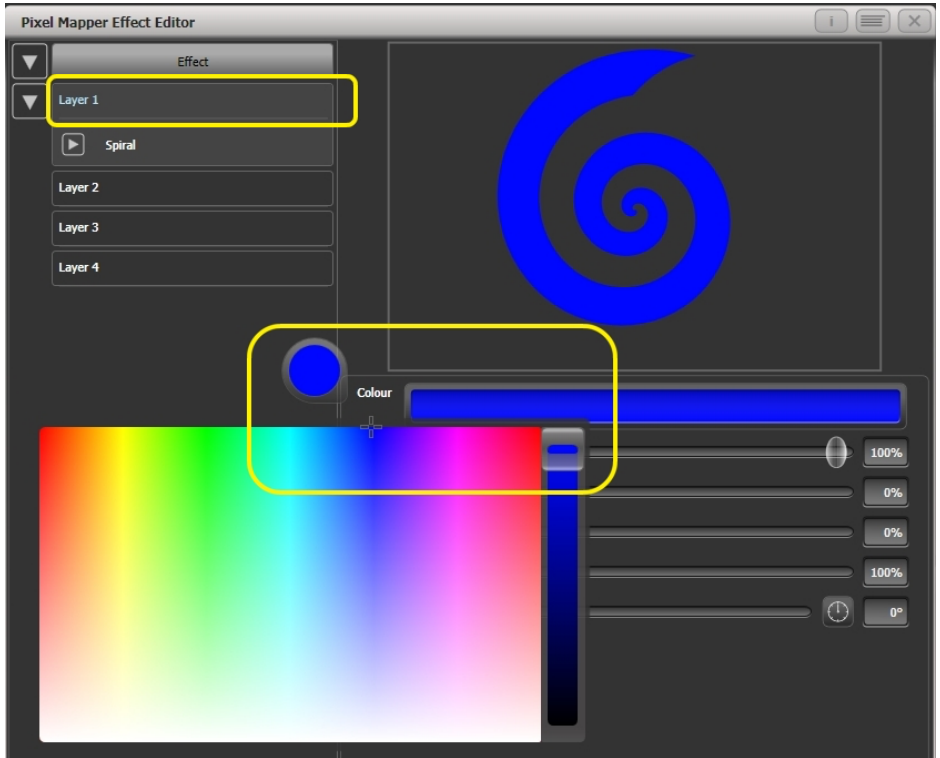 Pixel Mapper Effect Editor
i
Effect
Layer 1
Spiral
Layer 2
Layer 3
Layer 4
Colour
100%
0%
0%
100%
0°